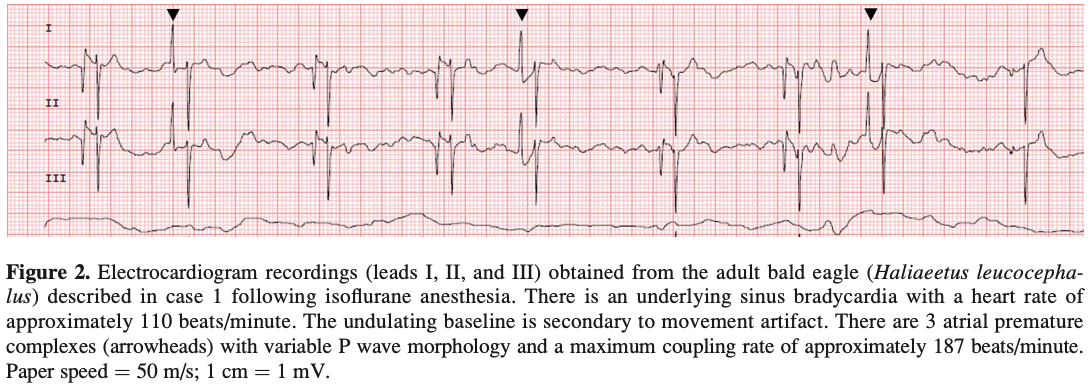 I
II
III
Figure 2. Electrocardiogram recordings (leads I, II, and III) obtained from the adult bald eagle (Haliaeetus leucocepha-
lus) described in case 1 following isoflurane anesthesia. There is an underlying sinus bradycardia with a heart rate of
approximately 110 beats/minute. The undulating baseline is secondary to movement artifact. There are 3 atrial premature
complexes (arrowheads) with variable P wave morphology and a maximum coupling rate of approximately 187 beats/minute.
Paper speed = 50 m/s; 1 cm = 1 mV.